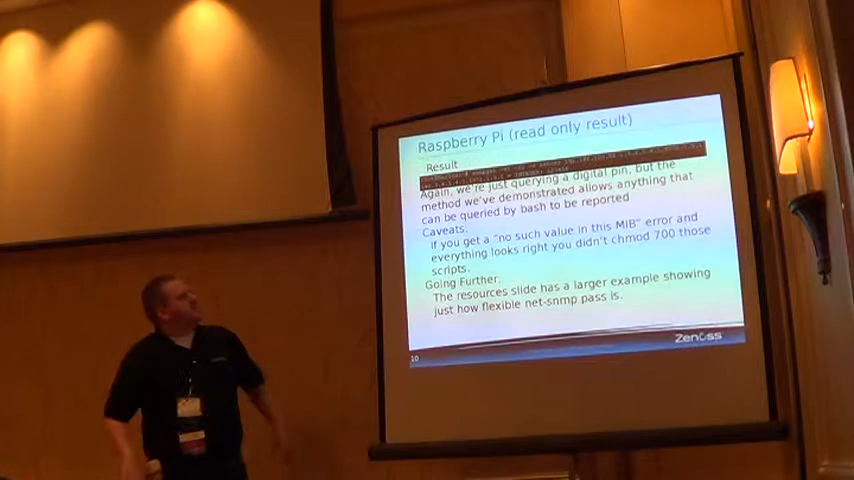 Raspberry Pi (read only result)
Result
Again, we're just querying a digital pin, but the
method we've demonstrated allows anything that
can be queried by bash to be reported
Caveats:
If you get a "no such value in this MIB" error and
everything looks right you didn't chmod 700 those
scripts.
Going Further:
The resources slide has a larger example showing
just how flexible net-snmp pass is.
Zenoss
10